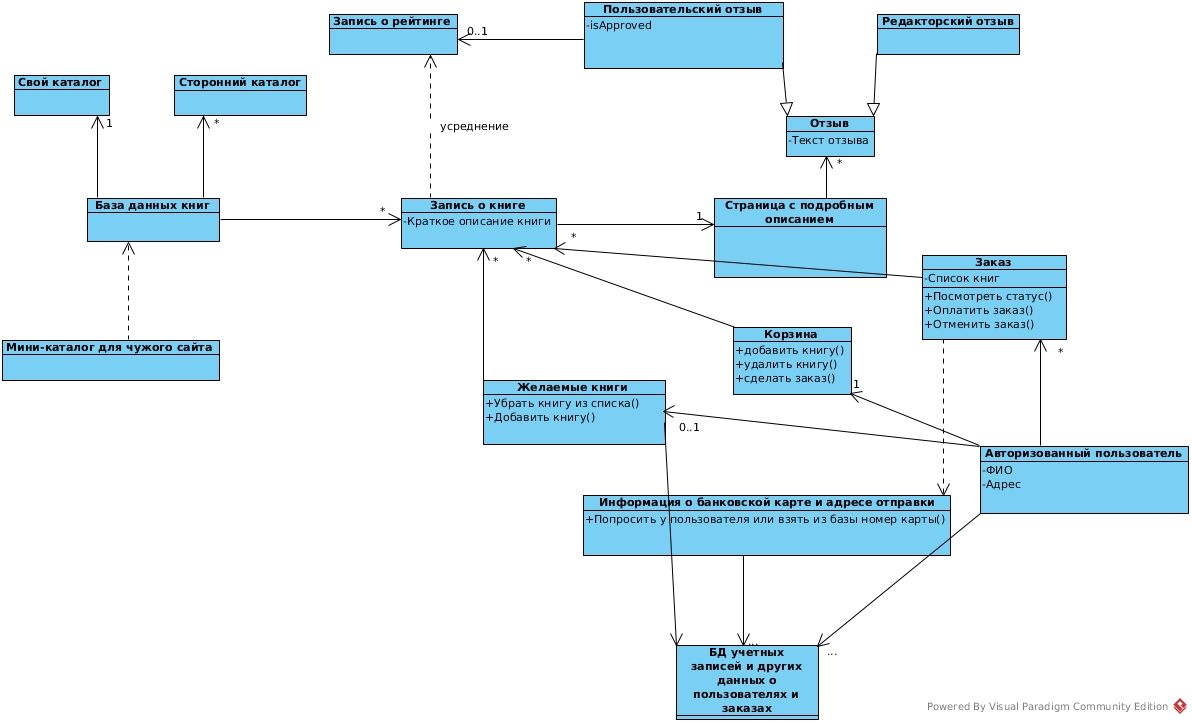 Пользовательский отзыв
-isApproved
Запись о рейтинге
0..1
Редакторский отзыв
Свой каталог
Сторонний каталог
1
*
усреднение
Отзыв
-Текст отзыва
*
База данных книг
*
Запись о книге
-Краткое описание книги
1
Страница с подробным
описанием
*
*
*
Заказ
-Список книг
+Посмотреть статус()
+Оплатить заказ()
+Отменить заказ()
Мини-каталог для чужого сайта
Корзина
+добавить книгу()
+удалить книгу()
+сделать заказ()
*
1
Желаемые книги
+Убрать книгу из списка()
+Добавить книгу()
0..1
Авторизованный пользователь
-ФИО
-Адрес
Информация о банковской карте и адресе отправки
+Попросить у пользователя или взять из базы номер карты()
...
...
БД учетных
записей и других
данных о
пользователях и
заказах
Powered By Visual Paradigm Community Edition